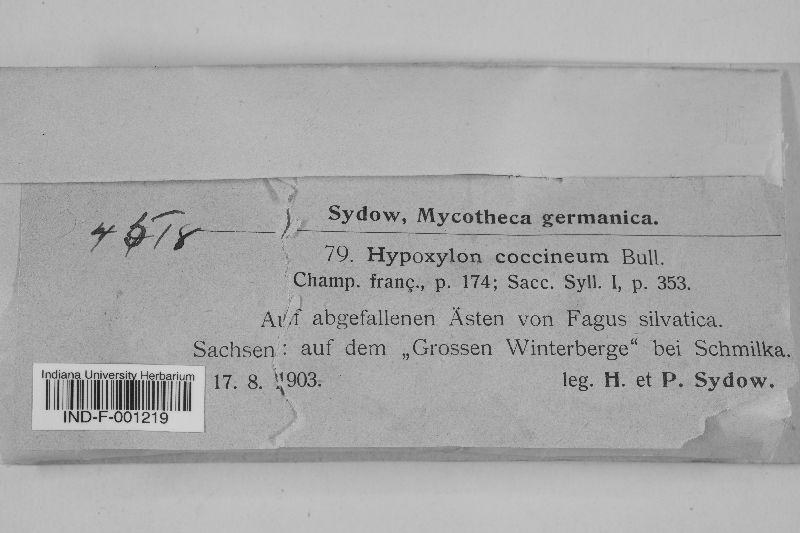 Sydow, Mycotheca germanica.
79. Hypoxylon coccineum Bull.
Champ. franç., p. 174; Sacc. Syll. I, p. 353.
Auf abgefallenen Ästen von Fagus silvatica.
Sachsen: auf dem „Grossen Winterberge“ bei Schmilka.
17. 8. 1903. leg. H. et P. Sydow.
Indiana University Herbarium
IND-F-001219